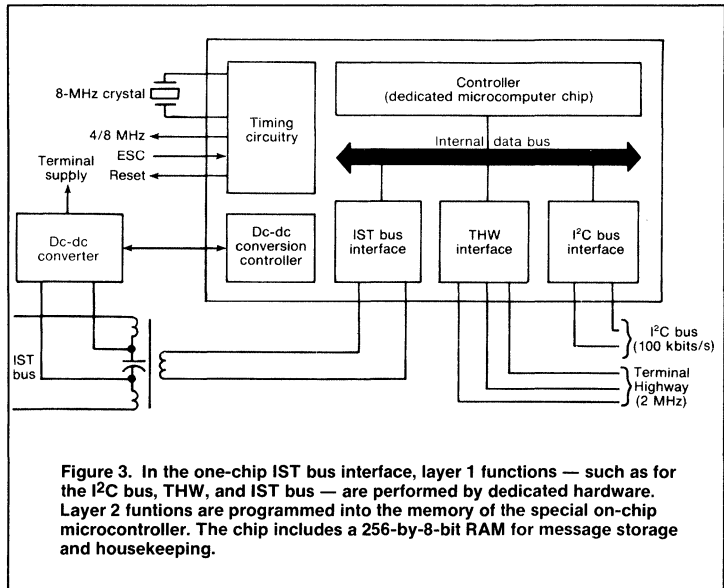 8-MHz crystal
4/8 MHz
ESC
Reset
Terminal
supply
Timing
circuitry
Controller
(dedicated microcomputer chip)
Internal data bus
Dc-dc
converter
Dc-dc
conversion
controller
IST bus
interface
THW
interface
I²C bus
interface
IST
bus
I²C bus
(100 kbits/s)
Terminal
Highway
(2 MHz)
Figure 3. In the one-chip IST bus interface, layer 1 functions — such as for
the I²C bus, THW, and IST bus — are performed by dedicated hardware.
Layer 2 funtions are programmed into the memory of the special on-chip
microcontroller. The chip includes a 256-by-8-bit RAM for message storage
and housekeeping.